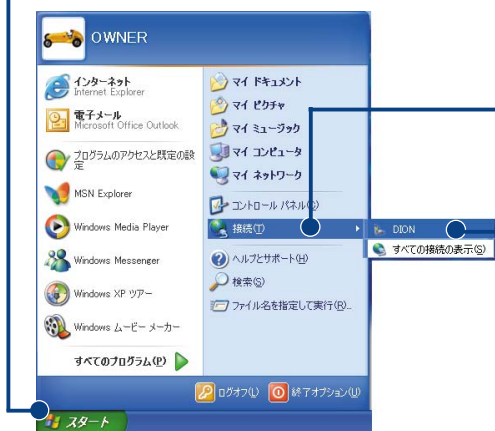 OWNER
インターネット
Internet Explorer
電子メール
Microsoft Office Outlook
プログラムのアクセスと既定の設
定
MSN Explorer
Windows Media Player
Windows Messenger
Windows XP ツアー
Windows ムービー メーカー
すべてのプログラム(P)
マイ ドキュメント
マイ ピクチャ
マイ ミュージック
マイ コンピュータ
マイ ネットワーク
コントロール パネル(C)
接続(T)
DION
すべての接続の表示(S)
ヘルプとサポート(H)
検索(S)
ファイル名を指定して実行(R)...
ログオフ(L)
終了オプション(U)
スタート